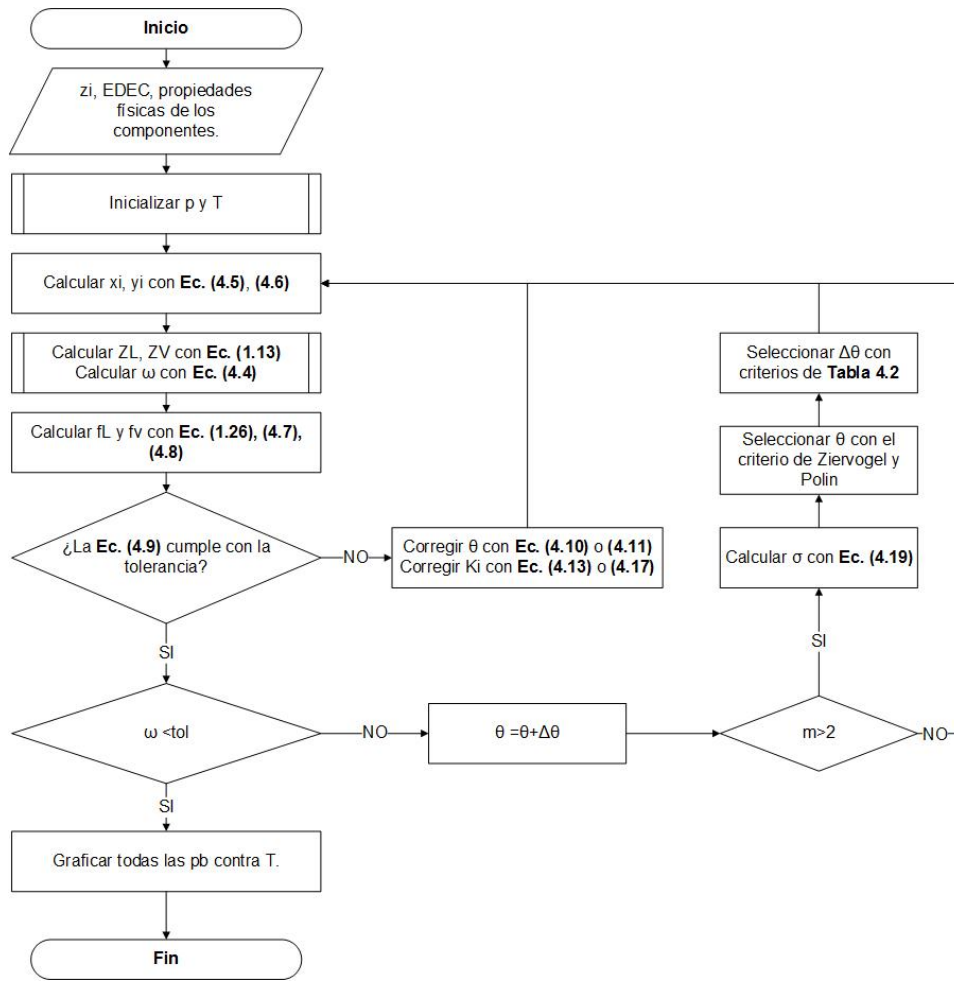 Inicio
zi, EDEC, propiedades
físicas de los
componentes.
Inicializar p y T
Calcular xi, yi con Ec. (4.5), (4.6)
Calcular ZL, ZV con Ec. (1.13)
Calcular ω con Ec. (4.4)
Calcular fL y fv con Ec. (1.26), (4.7),
(4.8)
¿La Ec. (4.9) cumple con la
tolerancia?
NO
Corregir θ con Ec. (4.10) o (4.11)
Corregir Ki con Ec. (4.13) o (4.17)
SI
ω <tol
NO
θ =θ+Δθ
m>2
NO
SI
Calcular σ con Ec. (4.19)
Seleccionar θ con el
criterio de Ziervogel y
Polin
Seleccionar Δθ con
criterios de Tabla 4.2
SI
Graficar todas las pb contra T.
Fin